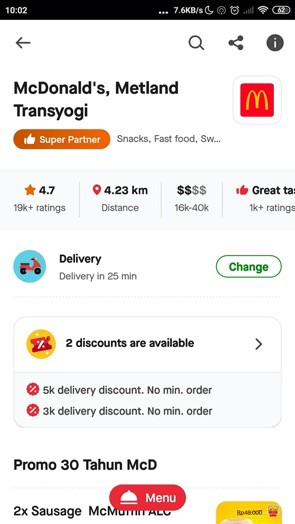 10:02
... 7.6KB/s
62
McDonald's, Metland
Transyogi
Super Partner
Snacks, Fast food, Sw...
4.7
4.23 km
$$$$
Great tas
19k+ ratings
Distance
16k-40k
1k+ ratings
Delivery
Delivery in 25 min
Change
2 discounts are available
5k delivery discount. No min. order
3k delivery discount. No min. order
Promo 30 Tahun McD
Menu
2x Sausage McMuffin ALC
Rp49.000